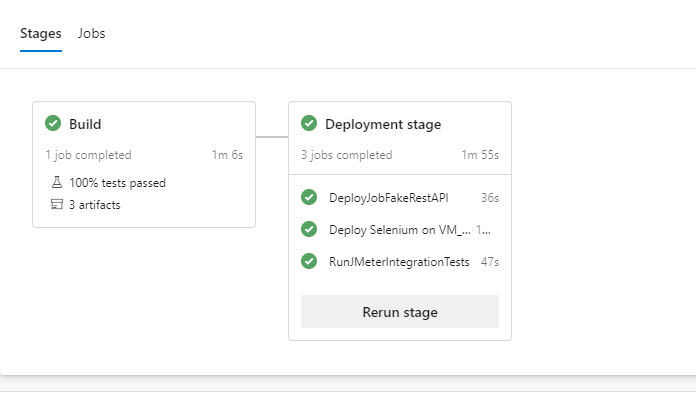 Stages Jobs
Build
1 job completed 1m 6s
100% tests passed
3 artifacts
Deployment stage
3 jobs completed 1m 55s
DeployJobFakeRestAPI 36s
Deploy Selenium on VM_... 1...
RunJMeterIntegrationTests 47s
Rerun stage